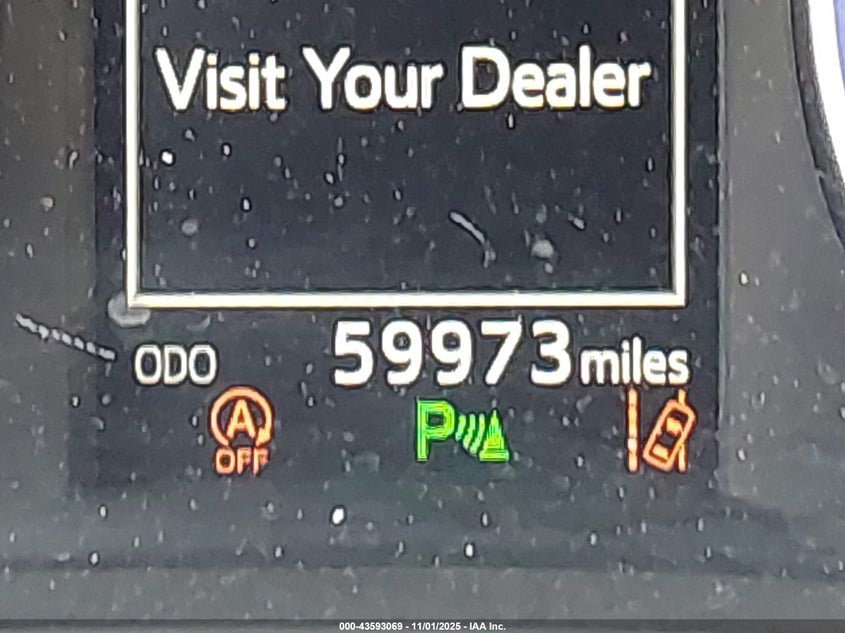 Visit Your Dealer
ODO 59973 miles
A OFF P
000-43593069 - 11/01/2025 - IAA Inc.